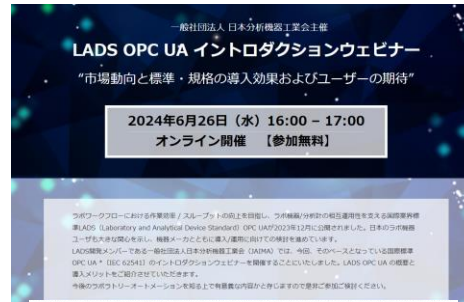 一般社団法人 日本分析機器工業会主催
LADS OPC UA イントロダクションウェビナー
“市場動向と標準・規格の導入効果およびユーザーの期待”
2024年6月26日（水）16:00 – 17:00
オンライン開催 【参加無料】
ラボワークフローにおける作業効率 / スループットの向上を目指し、ラボ機器/分析計の相互運用性を支える国際業界標
準LADS（Laboratory and Analytical Device Standard）OPC UAが2023年12月に公開されました。日本のラボ機器
ユーザも大きな関心を示し、機器メーカとともに導入/運用に向けての検討を進めています。
LADS開発メンバーである一般社団法人日本分析機器工業会（JAIMA）では、今回、そのベースとなっている国際標準
OPC UA *（IEC 62541）のイントロダクションウェビナーを開催することにいたしました。LADS OPC UA の概要と
導入メリットをご紹介させていただきます。
今後のラボラトリーオートメーションを知る上で有意義な内容かと存じますので是非ご参加ご検討ください。